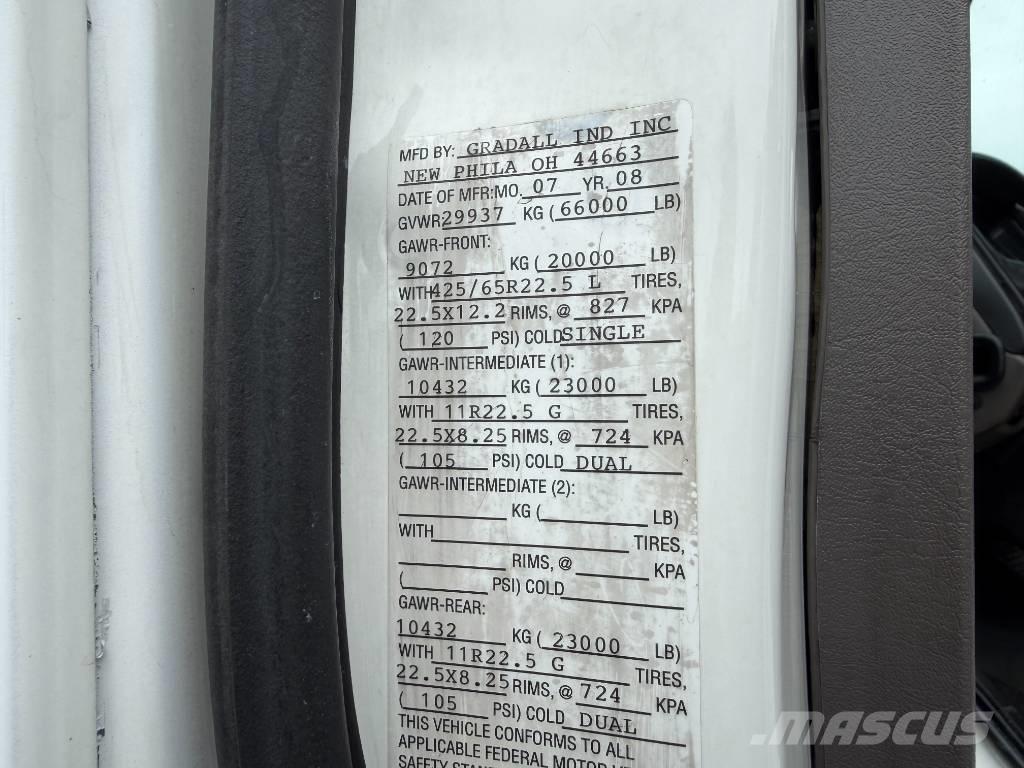 MFD BY: GRADALL IND INC
NEW PHILA OH 44663
DATE OF MFR:MO. 07 YR. 08
GVWR 29937 KG ( 66000 LB)
GAWR-FRONT:
9072 KG ( 20000 LB)
WITH 425/65R22.5 L TIRES,
22.5X12.2 RIMS, @ 827 KPA
( 120 PSI) COLD SINGLE
GAWR-INTERMEDIATE (1):
10432 KG ( 23000 LB)
WITH 11R22.5 G TIRES,
22.5X8.25 RIMS, @ 724 KPA
( 105 PSI) COLD DUAL
GAWR-INTERMEDIATE (2):
KG ( LB)
WITH TIRES,
RIMS, @ KPA
( PSI) COLD
GAWR-REAR:
10432 KG ( 23000 LB)
WITH 11R22.5 G TIRES,
22.5X8.25 RIMS, @ 724 KPA
( 105 PSI) COLD DUAL
THIS VEHICLE CONFORMS TO ALL
APPLICABLE FEDERAL MOTOR
SAFETY
MASCUS